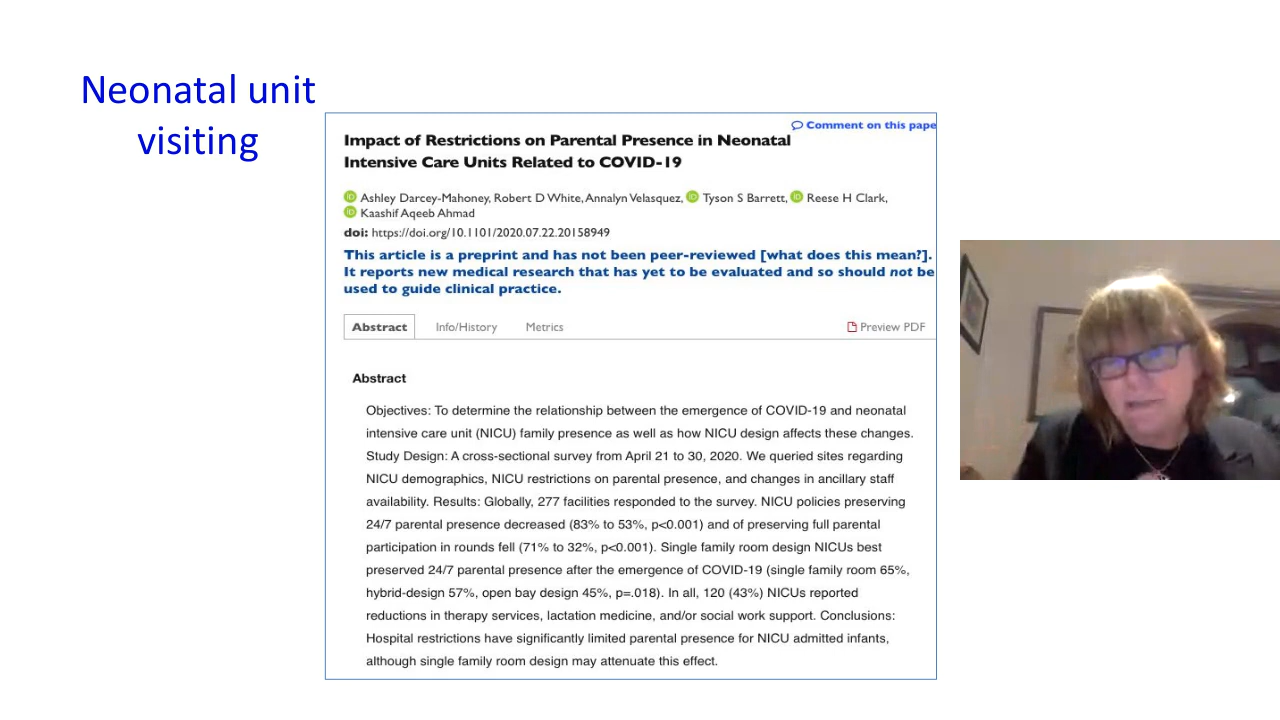 Neonatal unit
visiting
Comment on this pape
Impact of Restrictions on Parental Presence in Neonatal
Intensive Care Units Related to COVID-19
Ashley Darcey-Mahoney, Robert D White, Annalyn Velasquez, Tyson S Barrett, Reese H Clark,
Kaashif Aqeeb Ahmad
doi: https://doi.org/10.1101/2020.07.22.20158949
This article is a preprint and has not been peer-reviewed [what does this mean?].
It reports new medical research that has yet to be evaluated and so should not be
used to guide clinical practice.
Abstract Info/History Metrics Preview PDF
Abstract
Objectives: To determine the relationship between the emergence of COVID-19 and neonatal
intensive care unit (NICU) family presence as well as how NICU design affects these changes.
Study Design: A cross-sectional survey from April 21 to 30, 2020. We queried sites regarding
NICU demographics, NICU restrictions on parental presence, and changes in ancillary staff
availability. Results: Globally, 277 facilities responded to the survey. NICU policies preserving
24/7 parental presence decreased (83% to 53%, p<0.001) and of preserving full parental
participation in rounds fell (71% to 32%, p<0.001). Single family room design NICUs best
preserved 24/7 parental presence after the emergence of COVID-19 (single family room 65%,
hybrid-design 57%, open bay design 45%, p=.018). In all, 120 (43%) NICUs reported
reductions in therapy services, lactation medicine, and/or social work support. Conclusions:
Hospital restrictions have significantly limited parental presence for NICU admitted infants,
although single family room design may attenuate this effect.